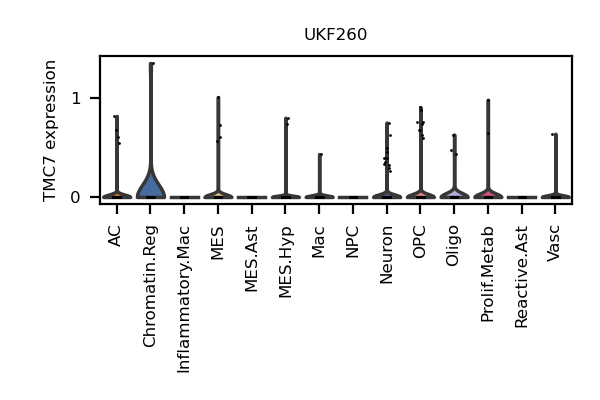 UKF260
TMC7 expression
1
0
AC
Chromatin.Reg
Inflammatory.Mac
MES
MES.Ast
MES.Hyp
Mac
NPC
Neuron
OPC
Oligo
Prolif.Metab
Reactive.Ast
Vasc